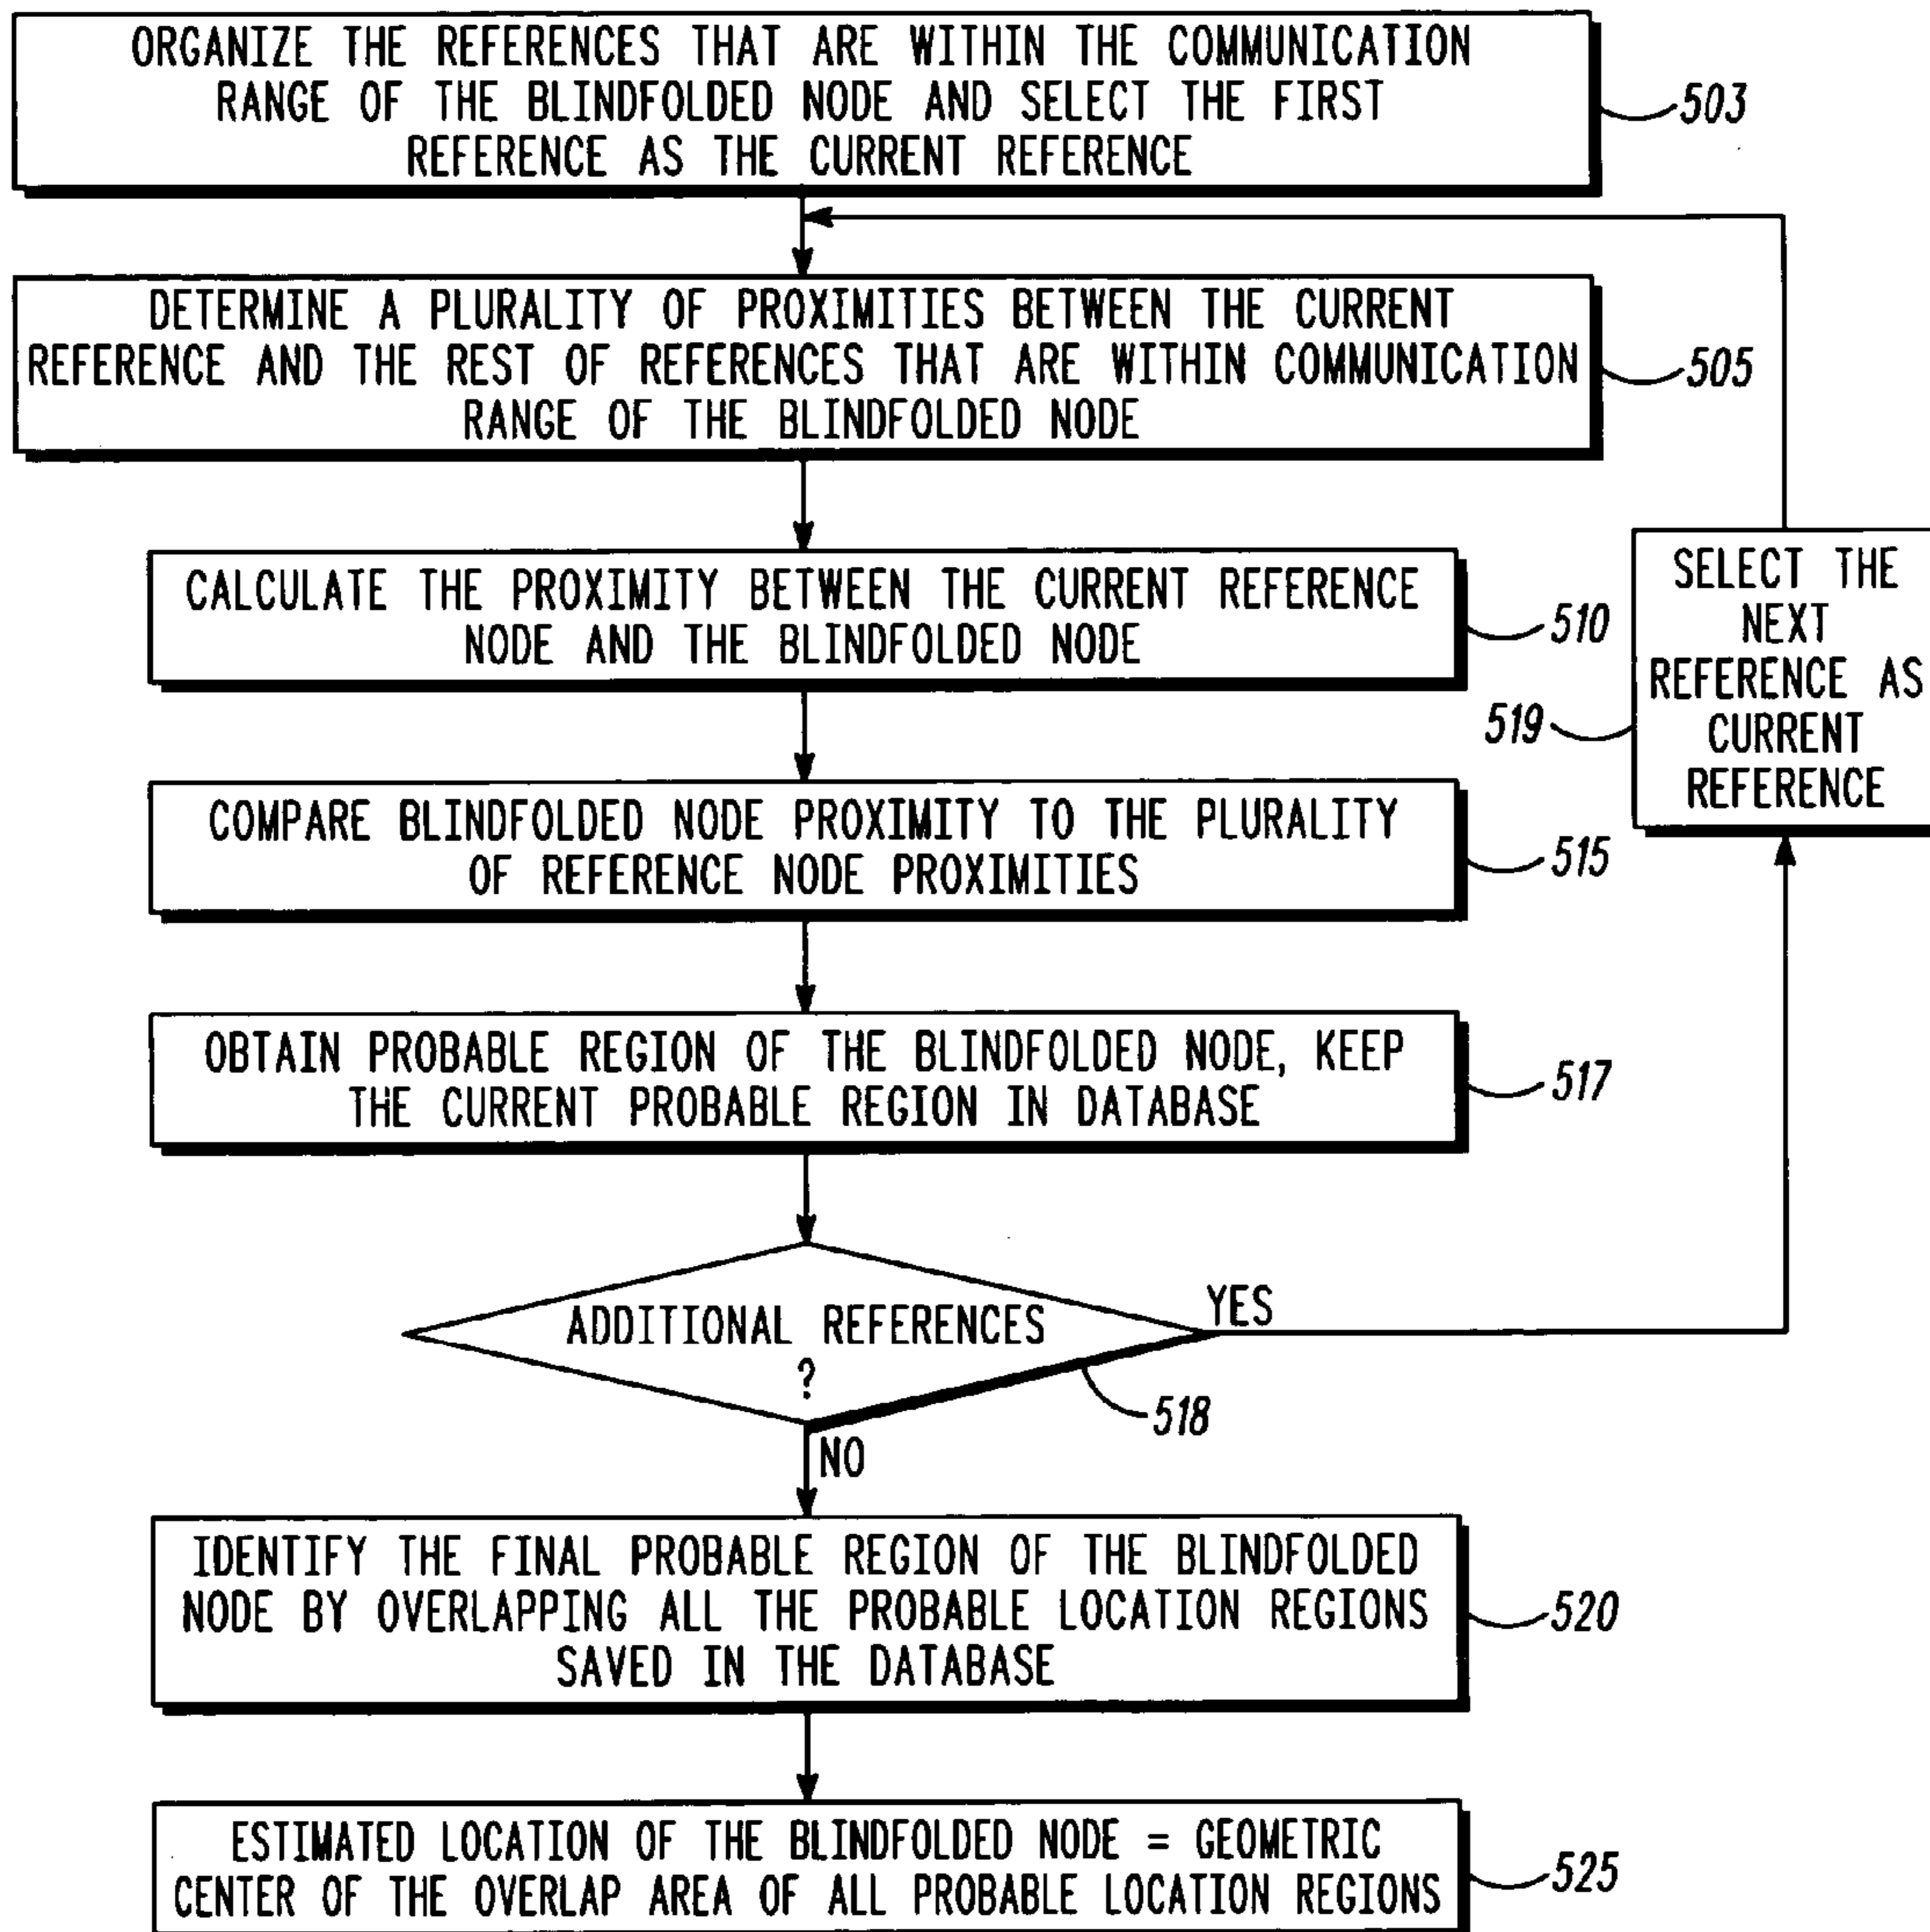 ORGANIZE THE REFERENCES THAT ARE WITHIN THE COMMUNICATION
RANGE OF THE BLINDFOLDED NODE AND SELECT THE FIRST
REFERENCE AS THE CURRENT REFERENCE
503
DETERMINE A PLURALITY OF PROXIMITIES BETWEEN THE CURRENT
REFERENCE AND THE REST OF REFERENCES THAT ARE WITHIN COMMUNICATION
RANGE OF THE BLINDFOLDED NODE
505
CALCULATE THE PROXIMITY BETWEEN THE CURRENT REFERENCE
NODE AND THE BLINDFOLDED NODE
510
SELECT THE
NEXT
REFERENCE AS
CURRENT
REFERENCE
519
COMPARE BLINDFOLDED NODE PROXIMITY TO THE PLURALITY
OF REFERENCE NODE PROXIMITIES
515
OBTAIN PROBABLE REGION OF THE BLINDFOLDED NODE, KEEP
THE CURRENT PROBABLE REGION IN DATABASE
517
ADDITIONAL REFERENCES
?
YES
518
NO
IDENTIFY THE FINAL PROBABLE REGION OF THE BLINDFOLDED
NODE BY OVERLAPPING ALL THE PROBABLE LOCATION REGIONS
SAVED IN THE DATABASE
520
ESTIMATED LOCATION OF THE BLINDFOLDED NODE = GEOMETRIC
CENTER OF THE OVERLAP AREA OF ALL PROBABLE LOCATION REGIONS
525